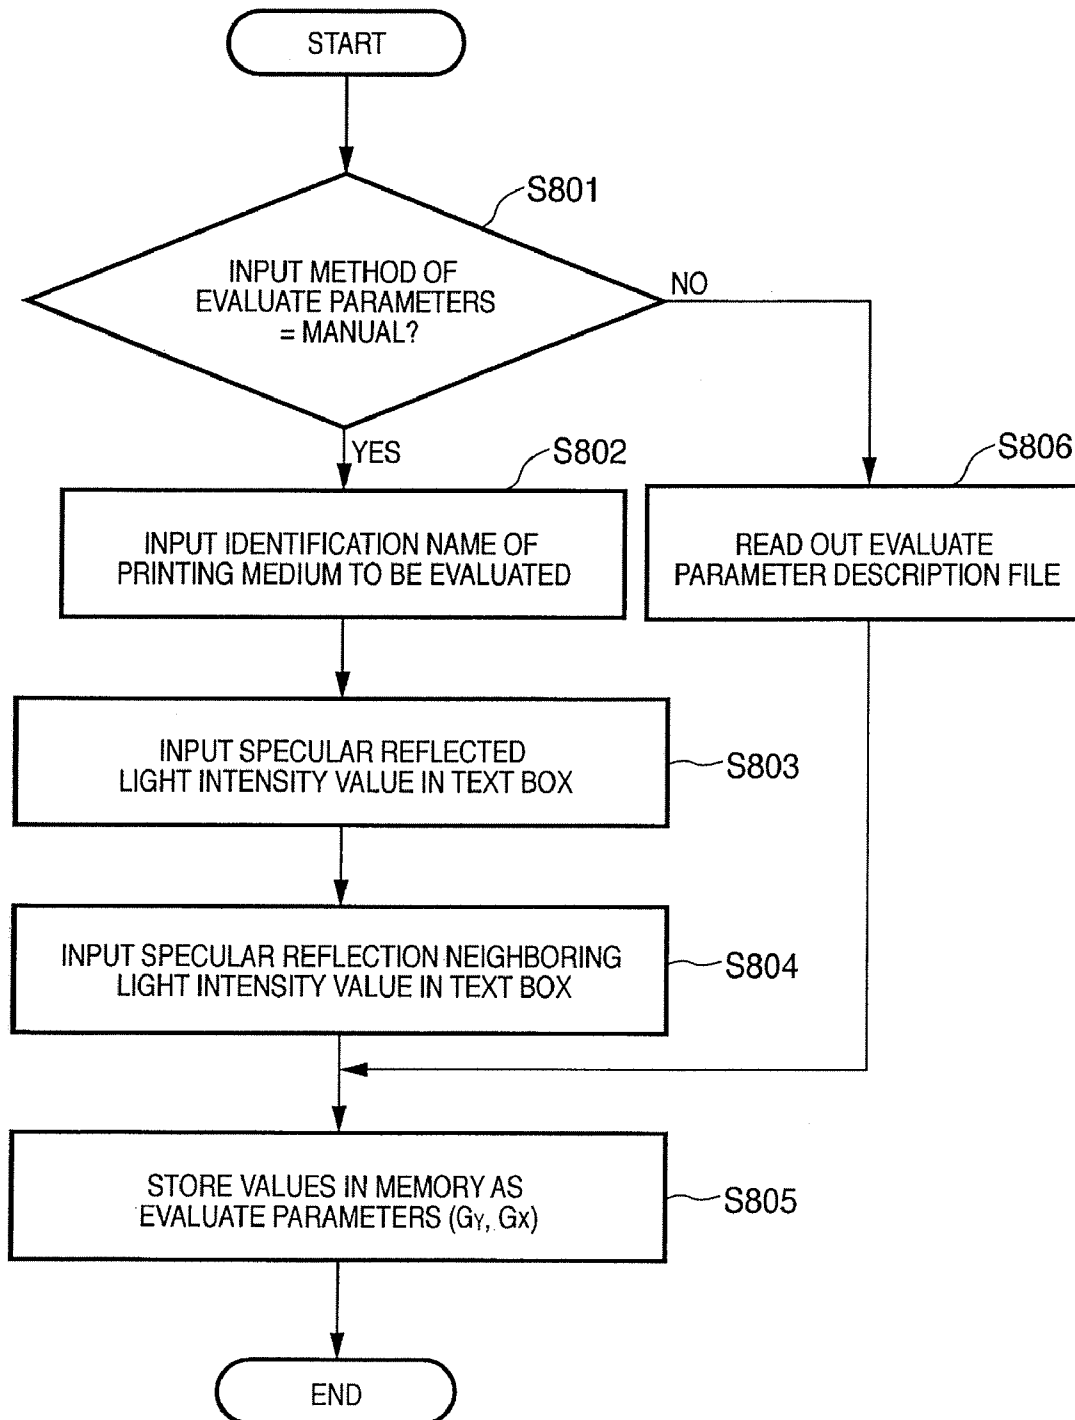 START
S801
INPUT METHOD OF
EVALUATE PARAMETERS
= MANUAL?
NO
YES
S802
S806
INPUT IDENTIFICATION NAME OF
PRINTING MEDIUM TO BE EVALUATED
READ OUT EVALUATE
PARAMETER DESCRIPTION FILE
INPUT SPECULAR REFLECTED
LIGHT INTENSITY VALUE IN TEXT BOX
S803
INPUT SPECULAR REFLECTION NEIGHBORING
LIGHT INTENSITY VALUE IN TEXT BOX
S804
STORE VALUES IN MEMORY AS
EVALUATE PARAMETERS (GY, GX)
S805
END